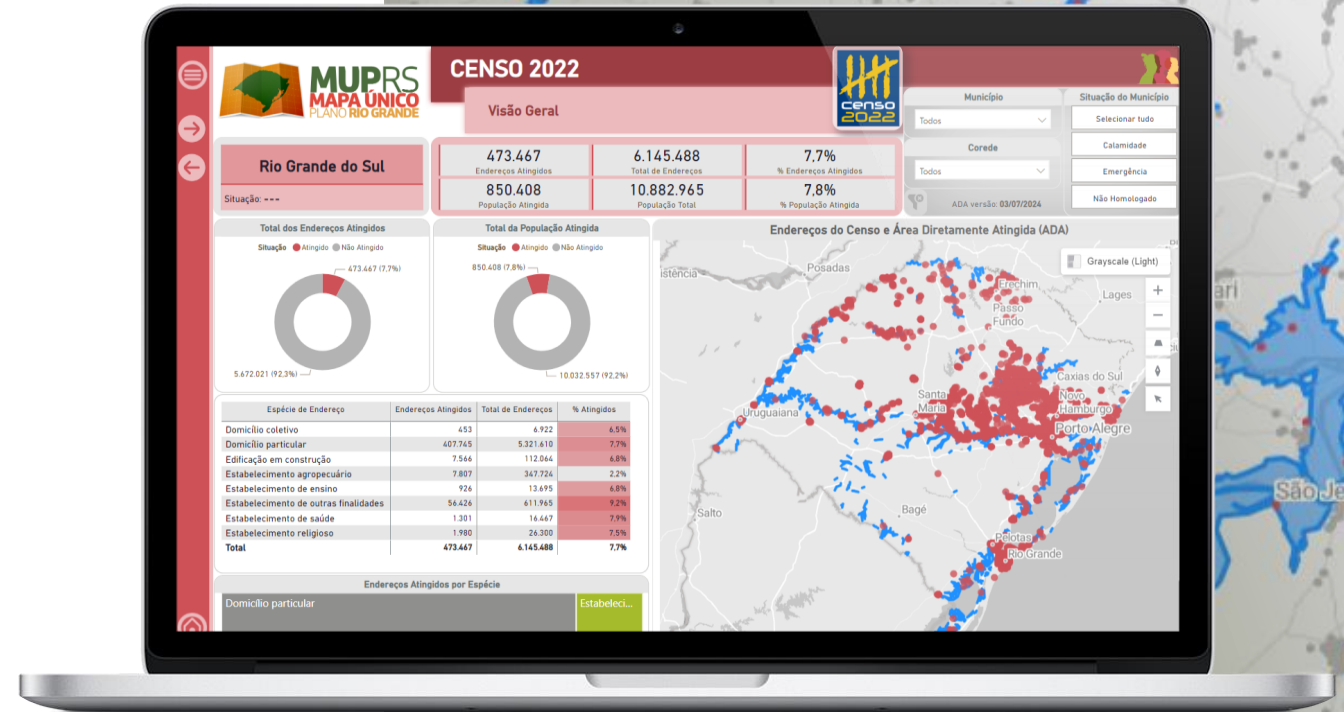 MUPRS
MAPA ÚNICO
PLANO RIO GRANDE
CENSO 2022
Visão Geral
censo
2022
Município
Todos
Corede
Todos
ADA versão: 03/07/2024
Situação do Município
Selecionar tudo
Calamidade
Emergência
Não Homologado
Rio Grande do Sul
Situação: ---
473.467
Endereços Atingidos
6.145.488
Total de Endereços
7,7%
% Endereços Atingidos
850.408
População Atingida
10.882.965
População Total
7,8%
% População Atingida
Total dos Endereços Atingidos
Situação Atingido Não Atingido
473.467 (7,7%)
5.672.021 (92,3%)
Total da População Atingida
Situação Atingido Não Atingido
850.408 (7,8%)
10.032.557 (92,2%)
Espécie de Endereço Endereços Atingidos Total de Endereços % Atingidos
Domicílio coletivo 453 6.922 6.5%
Domicílio particular 407.745 5.321.610 7.7%
Edificação em construção 7.566 112.064 6.8%
Estabelecimento agropecuário 7.807 347.724 2.2%
Estabelecimento de ensino 926 13.695 6.8%
Estabelecimento de outras finalidades 56.426 611.965 9.2%
Estabelecimento de saúde 1.301 16.467 7.9%
Estabelecimento religioso 1.980 26.300 7.5%
Total 473.467 6.145.488 7.7%
Endereços Atingidos por Espécie
Domicílio particular
Estabeleci...
Endereços do Censo e Área Diretamente Atingida (ADA)
Grayscale (Light)
istência
Posadas
Erechim
Lages
Passo
Fundo
Caxias do Sul
Santa
Maria
Novo
Hamburgo
Uruguaiana
Porto Alegre
Salto
Bagé
Pelotas
Rio Grande
ari
São Je